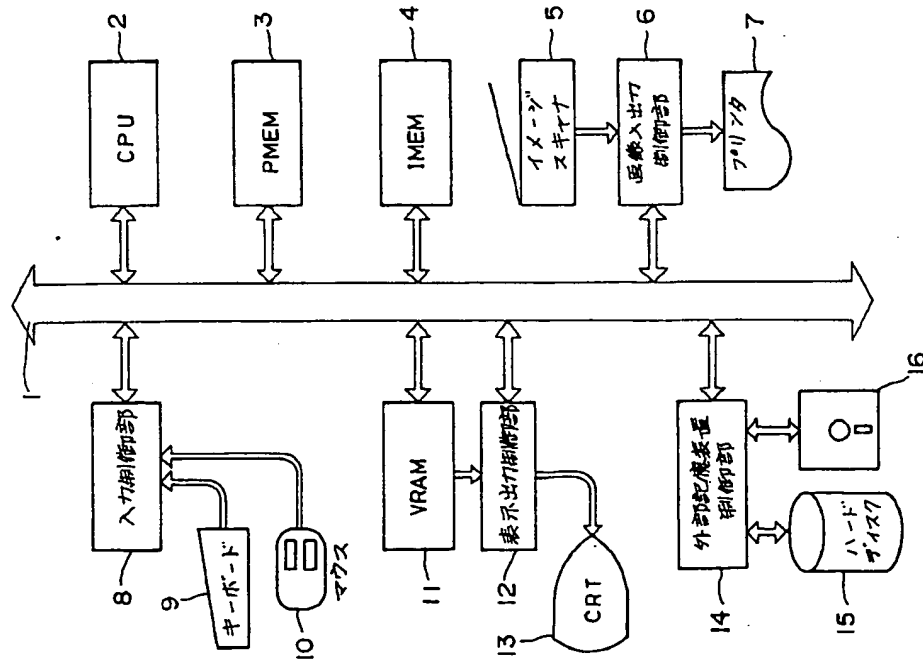 1
CPU
2
PMEM
3
IMEM
4
イメージ
スキャナ
5
画像入出力
制御部
6
プリンタ
7
入力制御部
8
キーボード
9
マウス
10
VRAM
11
表示出力制御部
12
CRT
13
外部記憶装置
制御部
14
ハード
ディスク
15
16